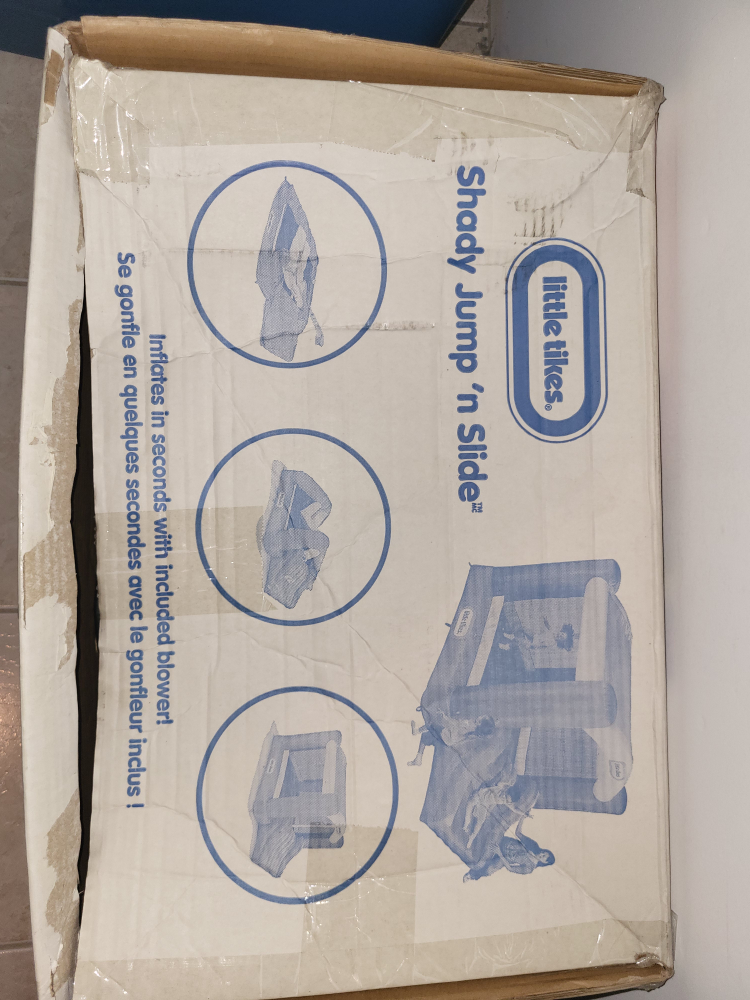 little tikes®
Shady Jump 'n Slide™
Inflates in seconds with included blower!
Se gonfle en quelques secondes avec le gonfleur inclus !